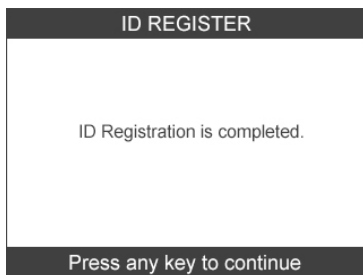 ID REGISTER
ID Registration is completed.
Press any key to continue